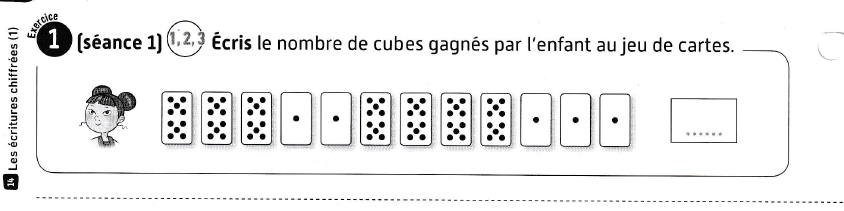 Exercice
1 (séance 1) 1, 2, 3 Écris le nombre de cubes gagnés par l'enfant au jeu de cartes.
......
14 Les écritures chiffrées (1)